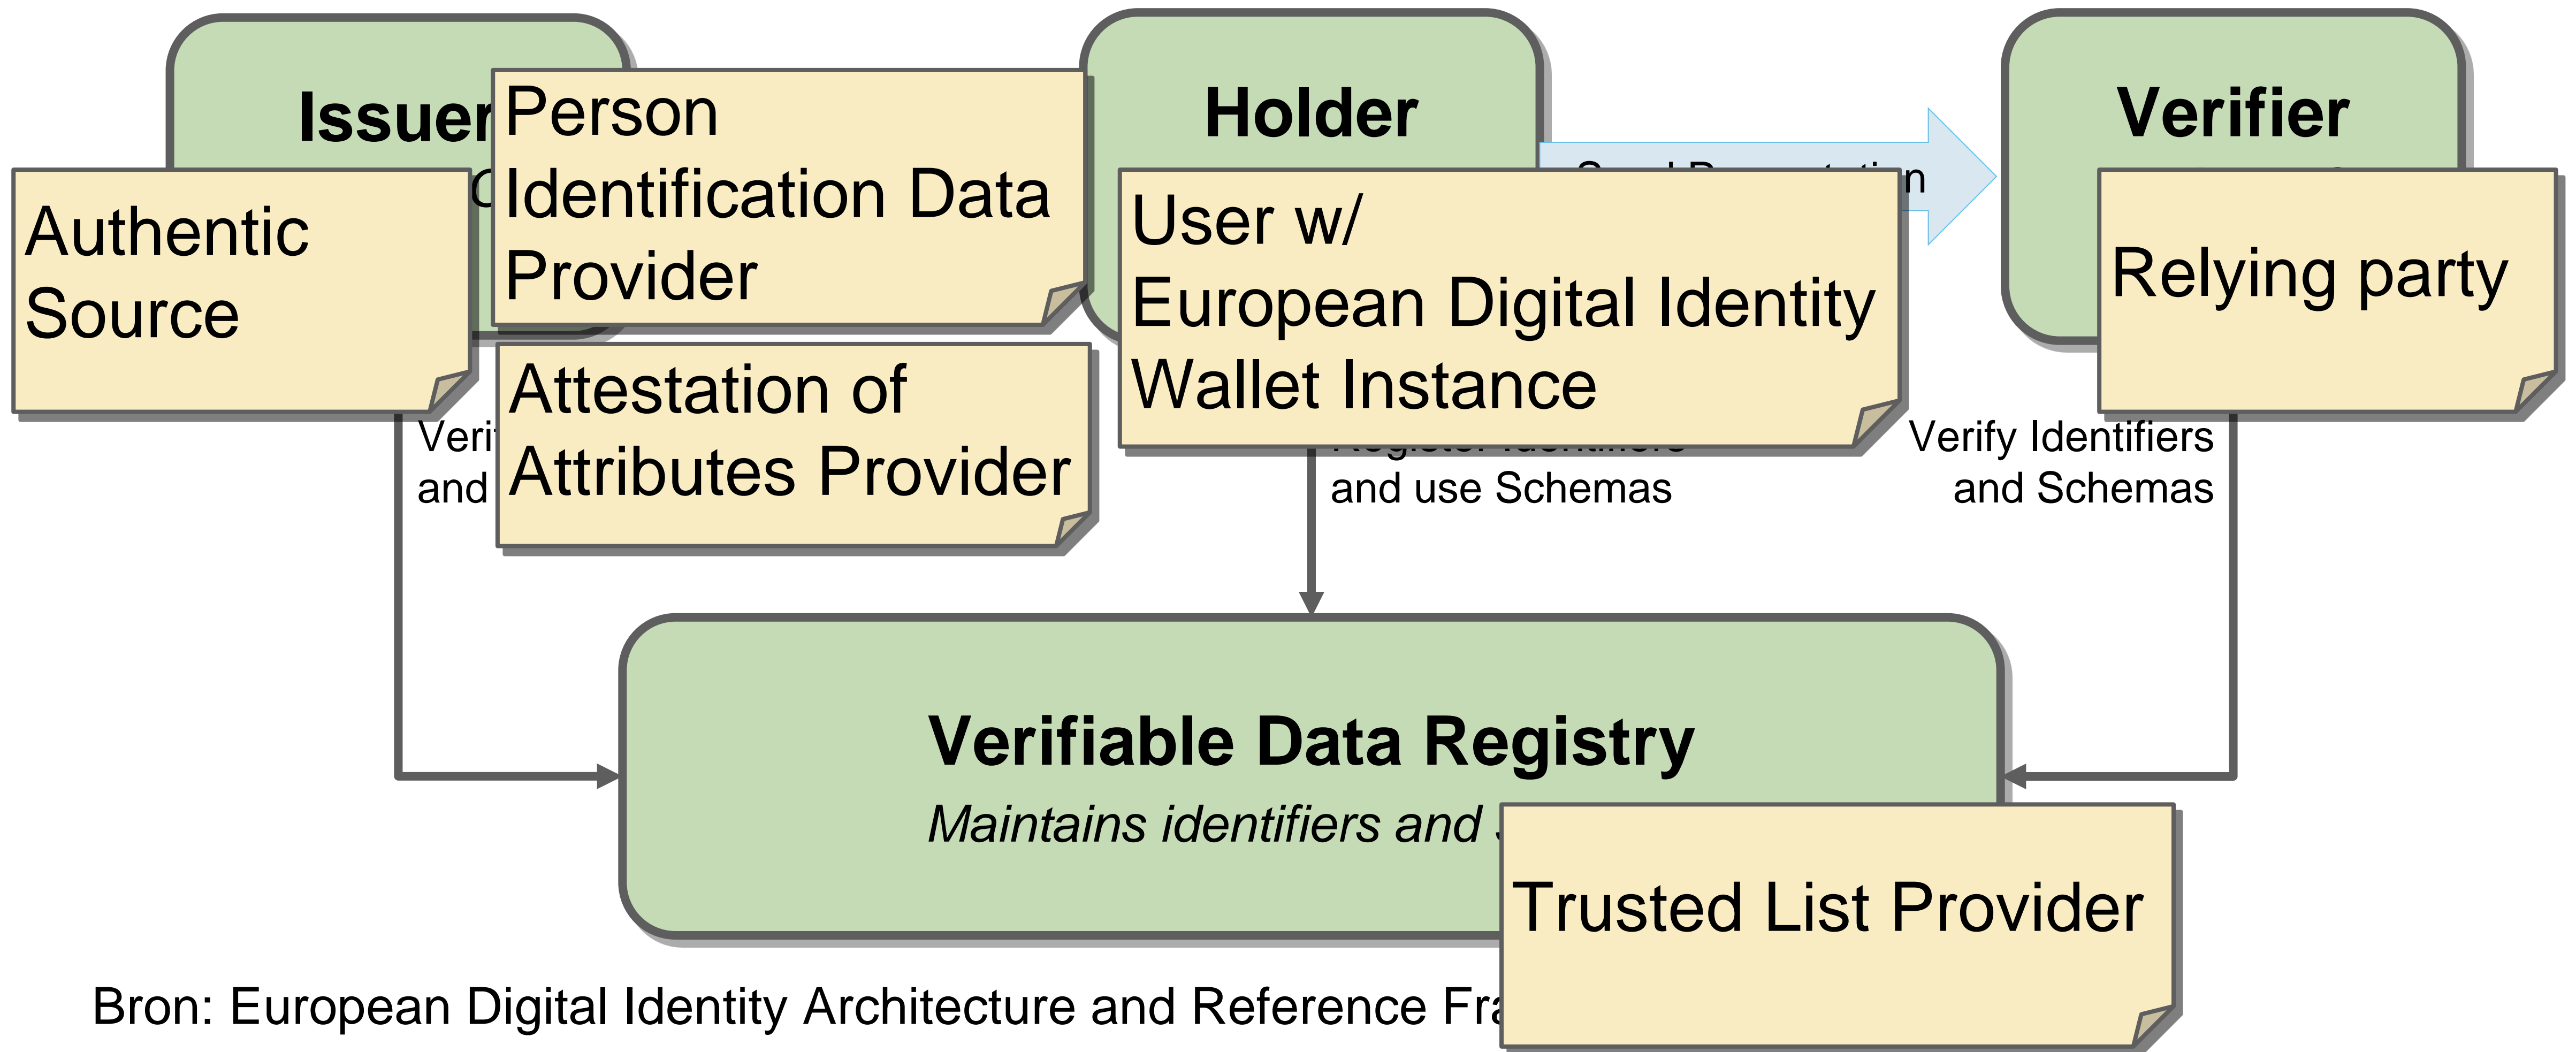 Issuer
Person
Identification Data
Provider
Authentic
Source
Attestation of
Attributes Provider
and
Holder
User w/
European Digital Identity
Wallet Instance
and use Schemas
Verifier
Relying party
Verify Identifiers
and Schemas
Verifiable Data Registry
Maintains identifiers and
Trusted List Provider
Bron: European Digital Identity Architecture and Reference